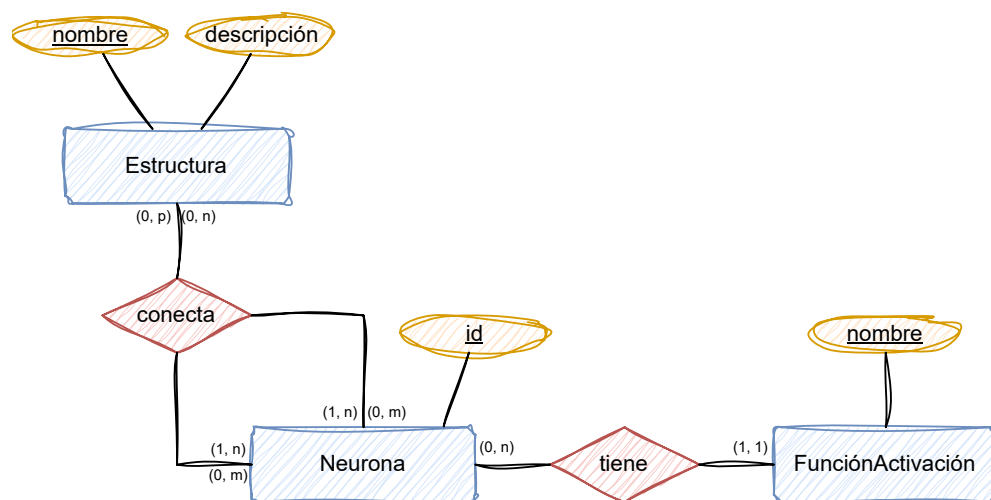 nombre
descripción
Estructura
(0, p)
(0, n)
conecta
id
nombre
(1, n)
(0, m)
(1, n)
(0, m)
Neurona
(0, n)
tiene
(1, 1)
FunciónActivación